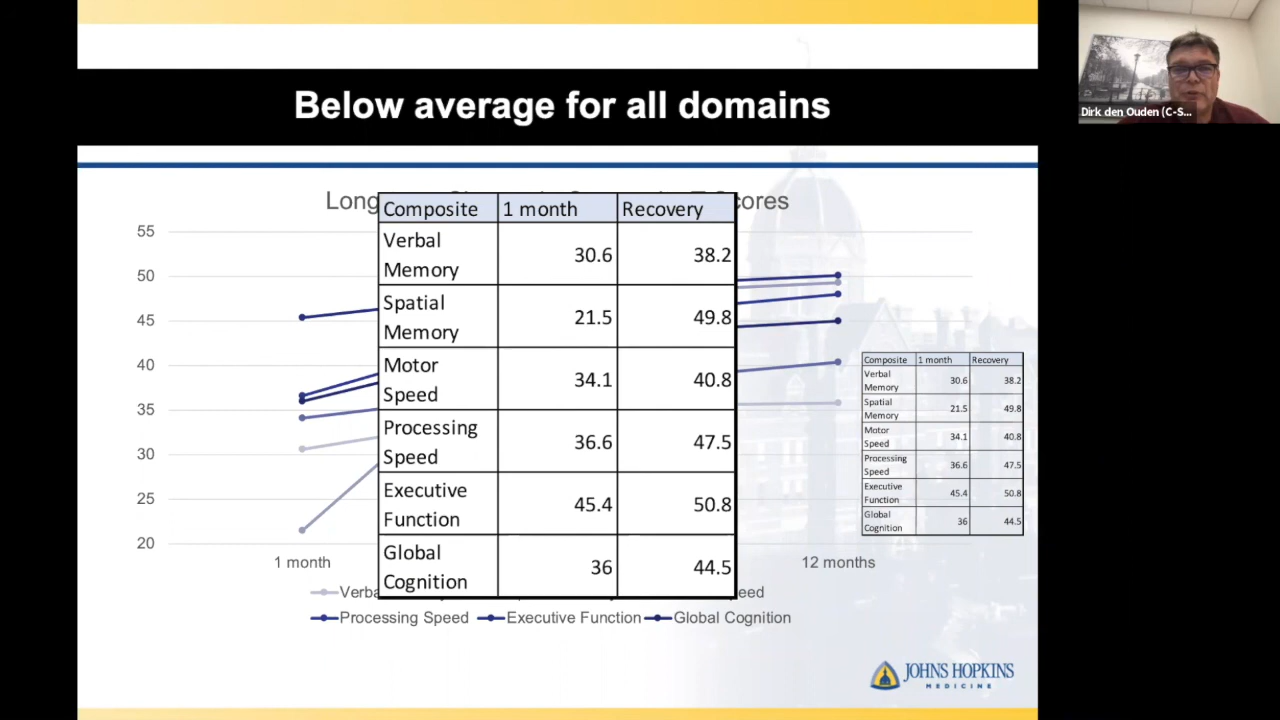 Below average for all domains
Dirk den Ouden (C-S...
Long
cores
Composite 1 month Recovery
Verbal
Memory 30.6 38.2
Spatial
Memory 21.5 49.8
Motor
Speed 34.1 40.8
Processing
Speed 36.6 47.5
Executive
Function 45.4 50.8
Global
Cognition 36 44.5
55
50
45
40
35
30
25
20
1 month
12 months
Composite 1 month Recovery
Verbal
Memory 30.6 38.2
Spatial
Memory 21.5 49.8
Motor
Speed 34.1 40.8
Processing
Speed 36.6 47.5
Executive
Function 45.4 50.8
Global
Cognition 36 44.5
Verba
eed
Processing Speed Executive Function Global Cognition
JOHNS HOPKINS
MEDICINE